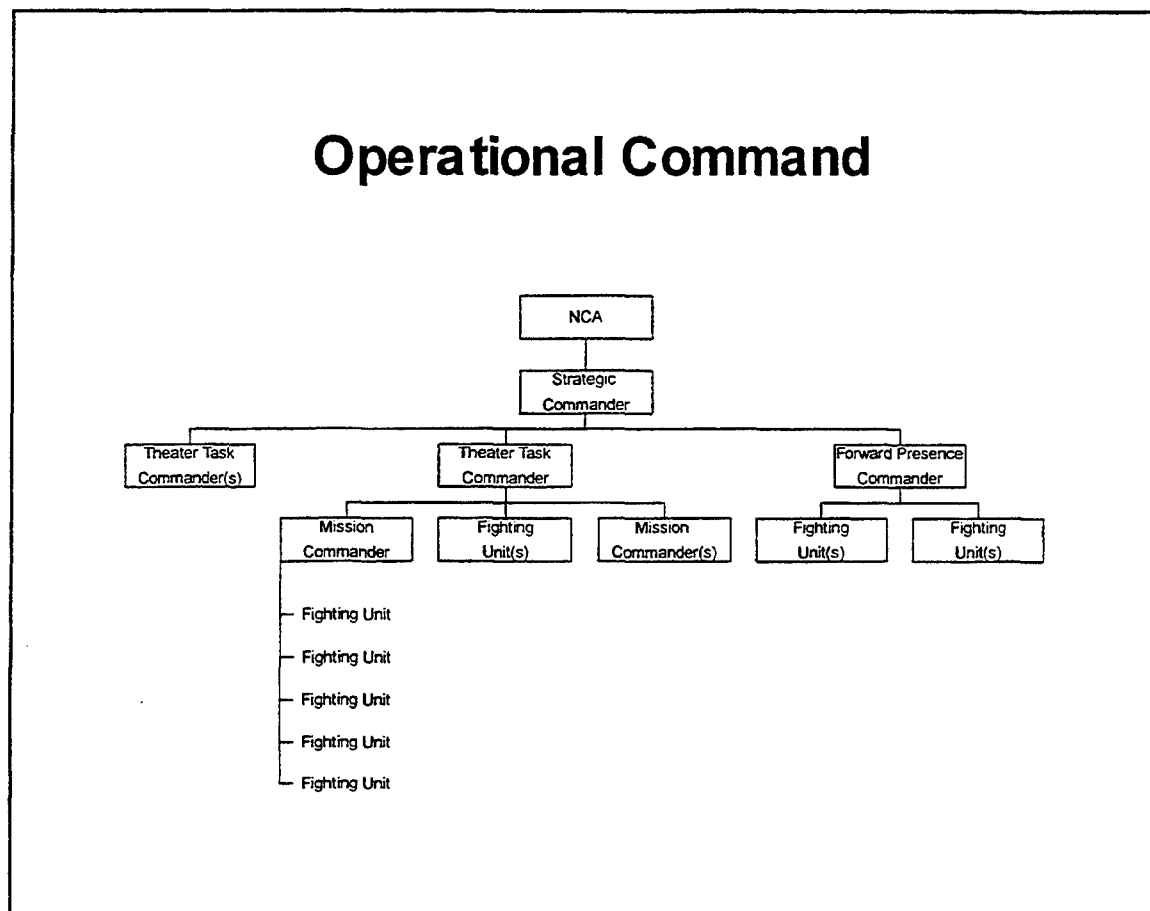 Operational Command
NCA
Strategic
Commander
Theater Task
Commander(s)
Theater Task
Commander
Forward Presence
Commander
Mission
Commander
Fighting
Unit(s)
Mission
Commander(s)
Fighting
Unit(s)
Fighting
Unit(s)
Fighting Unit
Fighting Unit
Fighting Unit
Fighting Unit
Fighting Unit